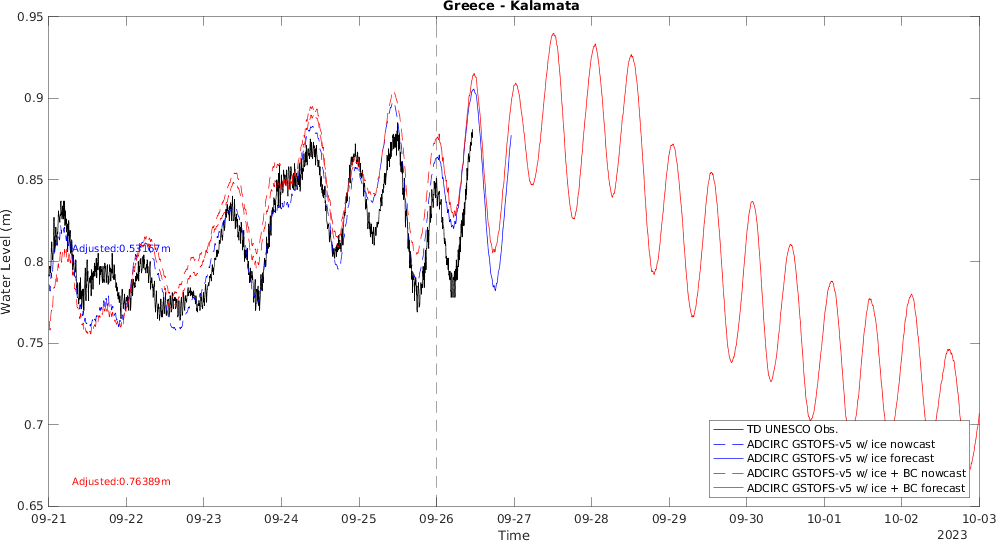 Greece - Kalamata
Water Level (m)
0.95
0.9
0.85
0.8
0.75
0.7
0.65
Adjusted:0.53167m
Adjusted:0.76389m
TD UNESCO Obs.
ADCIRC GSTOFS-v5 w/ ice nowcast
ADCIRC GSTOFS-v5 w/ ice forecast
ADCIRC GSTOFS-v5 w/ ice + BC nowcast
ADCIRC GSTOFS-v5 w/ ice + BC forecast
09-21 09-22 09-23 09-24 09-25 09-26 09-27 09-28 09-29 09-30 10-01 10-02 10-03
Time
2023